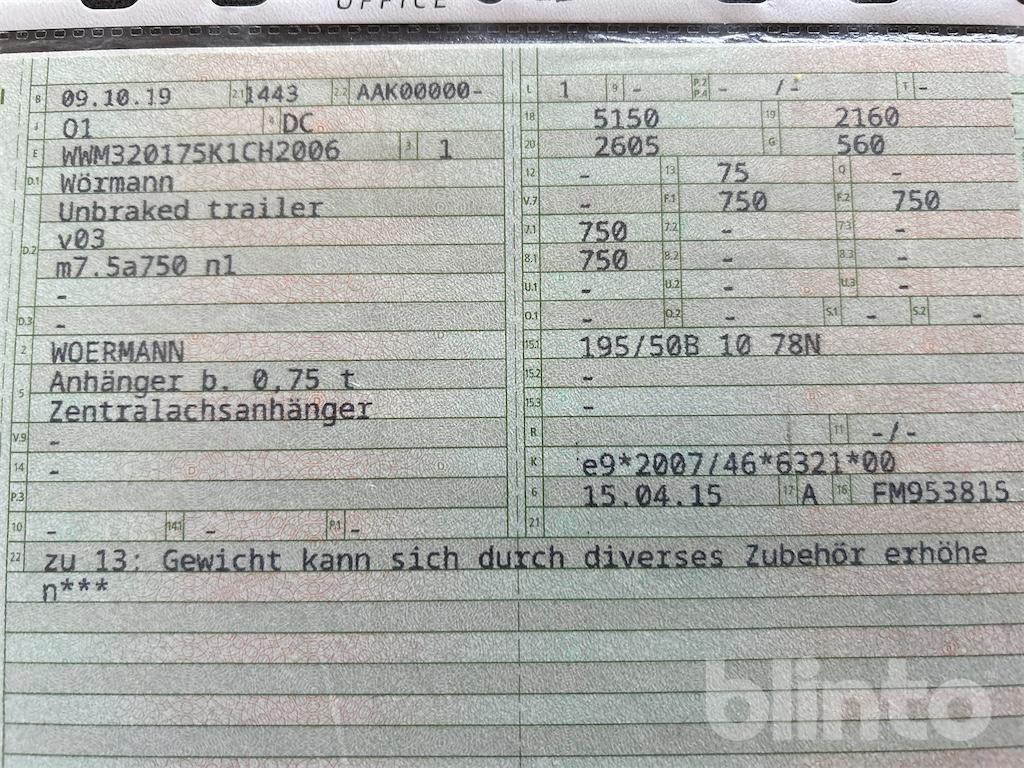 OFFICE
B 09.10.19 2.1 1443 2.2 AAK00000-
J 01 4 DC
E WWM320175K1CH2006 3 1
D.1 Wörmann
Unbraked trailer
D.2 v03
m7.5a750 n1
-
D.3 -
2 WOERMANN
5 Anhänger b. 0,75 t
Zentralachsanhänger
V.9 -
14 -
P.3
10 - 14.1 - P.1 -
L 1 9 - P.2 P.4 - /- T -
18 5150 19 2160
20 2605 G 560
12 - 13 75 Q -
V.7 - F.1 750 F.2 750
7.1 750 7.2 - 7.3 -
8.1 750 8.2 - 8.3 -
U.1 - U.2 - U.3 -
O.1 - O.2 - S.1 - S.2 -
15.1 195/50B 10 78N
15.2 -
15.3 -
R 11 -/-
K e9*2007/46*6321*00
6 15.04.15 17 A 16 FM953815
21
22 zu 13: Gewicht kann sich durch diverses Zubehör erhöhe
n***
blinto